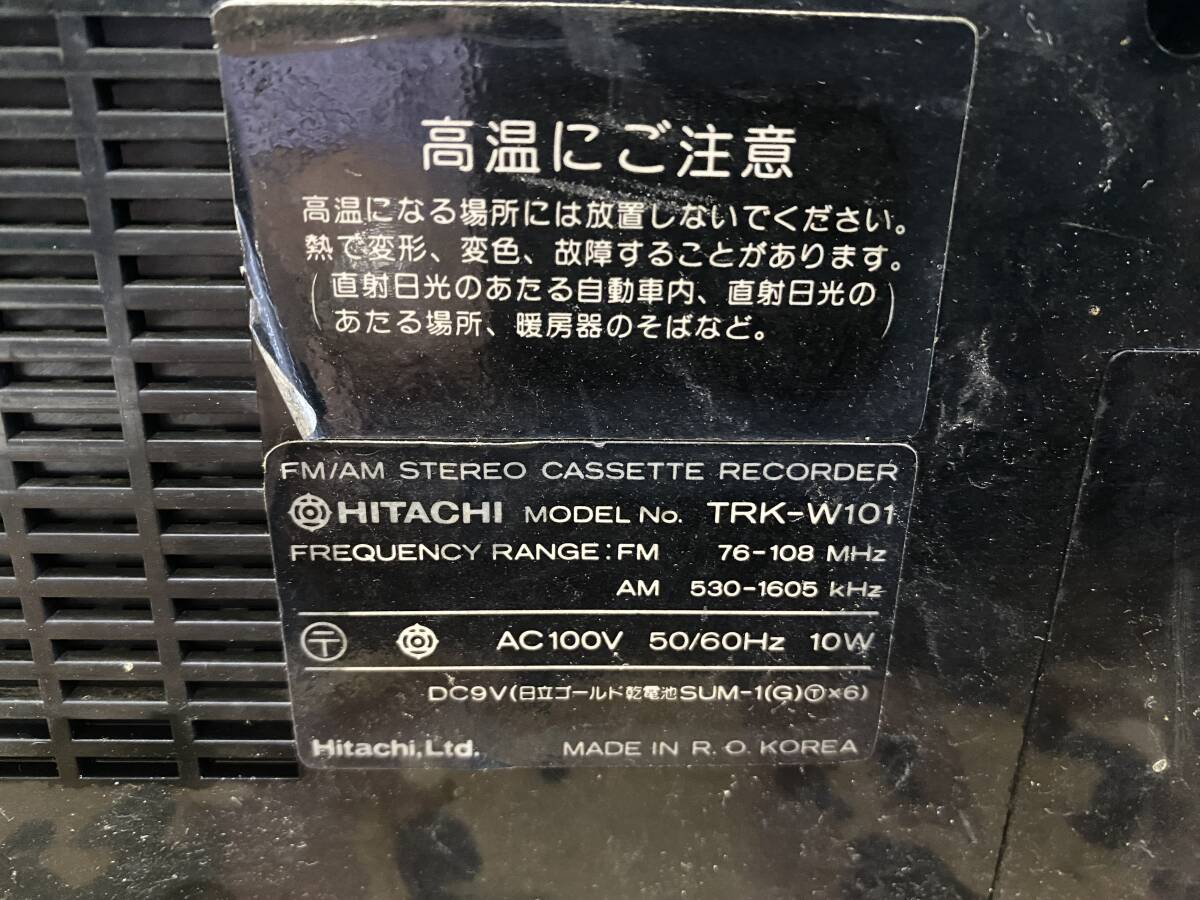 高温にご注意
高温になる場所には放置しないでください。
熱で変形、変色、故障することがあります。
(直射日光のあたる自動車内、直射日光の
あたる場所、暖房器のそばなど。)
FM/AM STEREO CASSETTE RECORDER
HITACHI MODEL No. TRK-W101
FREQUENCY RANGE: FM 76-108 MHz
AM 530-1605 kHz
〒 AC100V 50/60Hz 10W
DC9V(日立ゴールド乾電池SUM-1(G)Ⓣ×6)
Hitachi,Ltd. MADE IN R.O.KOREA